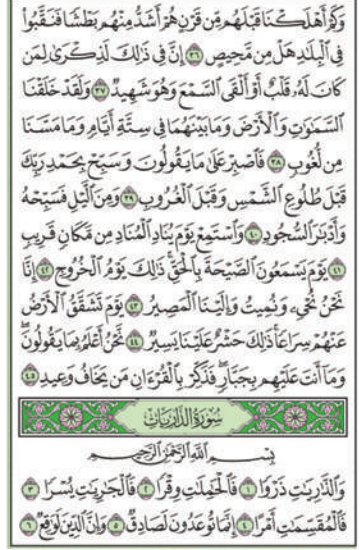 وَكَمْ أَهْلَكْنَا قَبْلَهُم مِّن قَرْنٍ هُمْ أَشَدُّ مِنْهُم بَطْشًا فَنَقَّبُوا۟
فِى ٱلْبِلَـٰدِ هَلْ مِن مَّحِيصٍ ٣٦ إِنَّ فِى ذَٰلِكَ لَذِكْرَىٰ لِمَن
كَانَ لَهُۥ قَلْبٌ أَوْ أَلْقَى ٱلسَّمْعَ وَهُوَ شَهِيدٌ ٣٧ وَلَقَدْ خَلَقْنَا
ٱلسَّمَـٰوَٰتِ وَٱلْأَرْضَ وَمَا بَيْنَهُمَا فِى سِتَّةِ أَيَّامٍ وَمَا مَسَّنَا
مِن لُّغُوبٍ ٣٨ فَٱصْبِرْ عَلَىٰ مَا يَقُولُونَ وَسَبِّحْ بِحَمْدِ رَبِّكَ
قَبْلَ طُلُوعِ ٱلشَّمْسِ وَقَبْلَ ٱلْغُرُوبِ ٣٩ وَمِنَ ٱلَّيْلِ فَسَبِّحْهُ
وَأَدْبَـٰرَ ٱلسُّجُودِ ٤٠ وَٱسْتَمِعْ يَوْمَ يُنَادِ ٱلْمُنَادِ مِن مَّكَانٍ قَرِيبٍ
٤١ يَوْمَ يَسْمَعُونَ ٱلصَّيْحَةَ بِٱلْحَقِّ ذَٰلِكَ يَوْمُ ٱلْخُرُوجِ ٤٢ إِنَّا
نَحْنُ نُحْىِۦ وَنُمِيتُ وَإِلَيْنَا ٱلْمَصِيرُ ٤٣ يَوْمَ تَشَقَّقُ ٱلْأَرْضُ
عَنْهُمْ سِرَاعًا ذَٰلِكَ حَشْرٌ عَلَيْنَا يَسِيرٌ ٤٤ نَّحْنُ أَعْلَمُ بِمَا يَقُولُونَ
وَمَآ أَنتَ عَلَيْهِم بِجَبَّارٍ فَذَكِّرْ بِٱلْقُرْءَانِ مَن يَخَافُ وَعِيدِ ٤٥
سُورَةُ الذَّارِيَاتِ
بِسْمِ ٱللَّهِ ٱلرَّحْمَـٰنِ ٱلرَّحِيمِ
وَٱلذَّٰرِيَـٰتِ ذَرْوًا ١ فَٱلْحَـٰمِلَـٰتِ وِقْرًا ٢ فَٱلْجَـٰرِيَـٰتِ يُسْرًا ٣
فَٱلْمُقَسِّمَـٰتِ أَمْرًا ٤ إِنَّمَا تُوعَدُونَ لَصَادِقٌ ٥ وَإِنَّ ٱلدِّينَ لَوَٰقِعٌ ٦